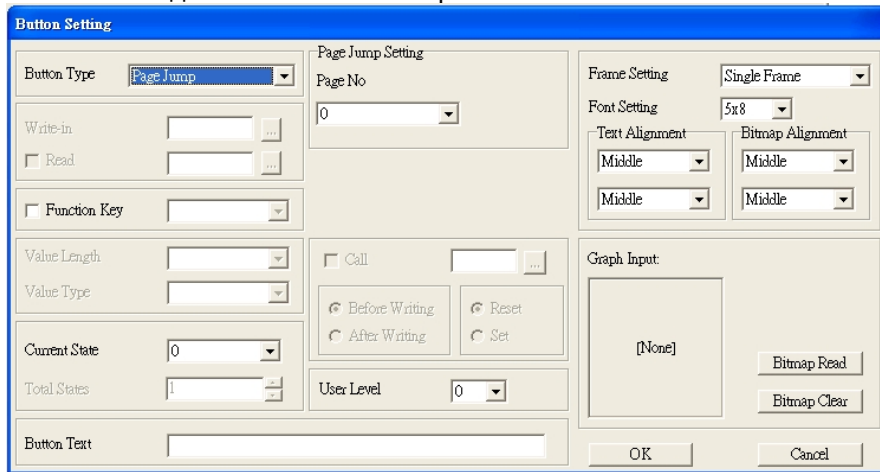 Button Setting
Button Type
Page Jump
Write-in
...
Read
...
Function Key
Value Length
Value Type
Current State
0
Total States
1
Button Text
Page Jump Setting
Page No
0
Call
...
Before Writing
After Writing
Reset
Set
User Level
0
Frame Setting
Single Frame
Font Setting
5x8
Text Alignment
Middle
Middle
Bitmap Alignment
Middle
Middle
Graph Input:
[None]
Bitmap Read
Bitmap Clear
OK
Cancel